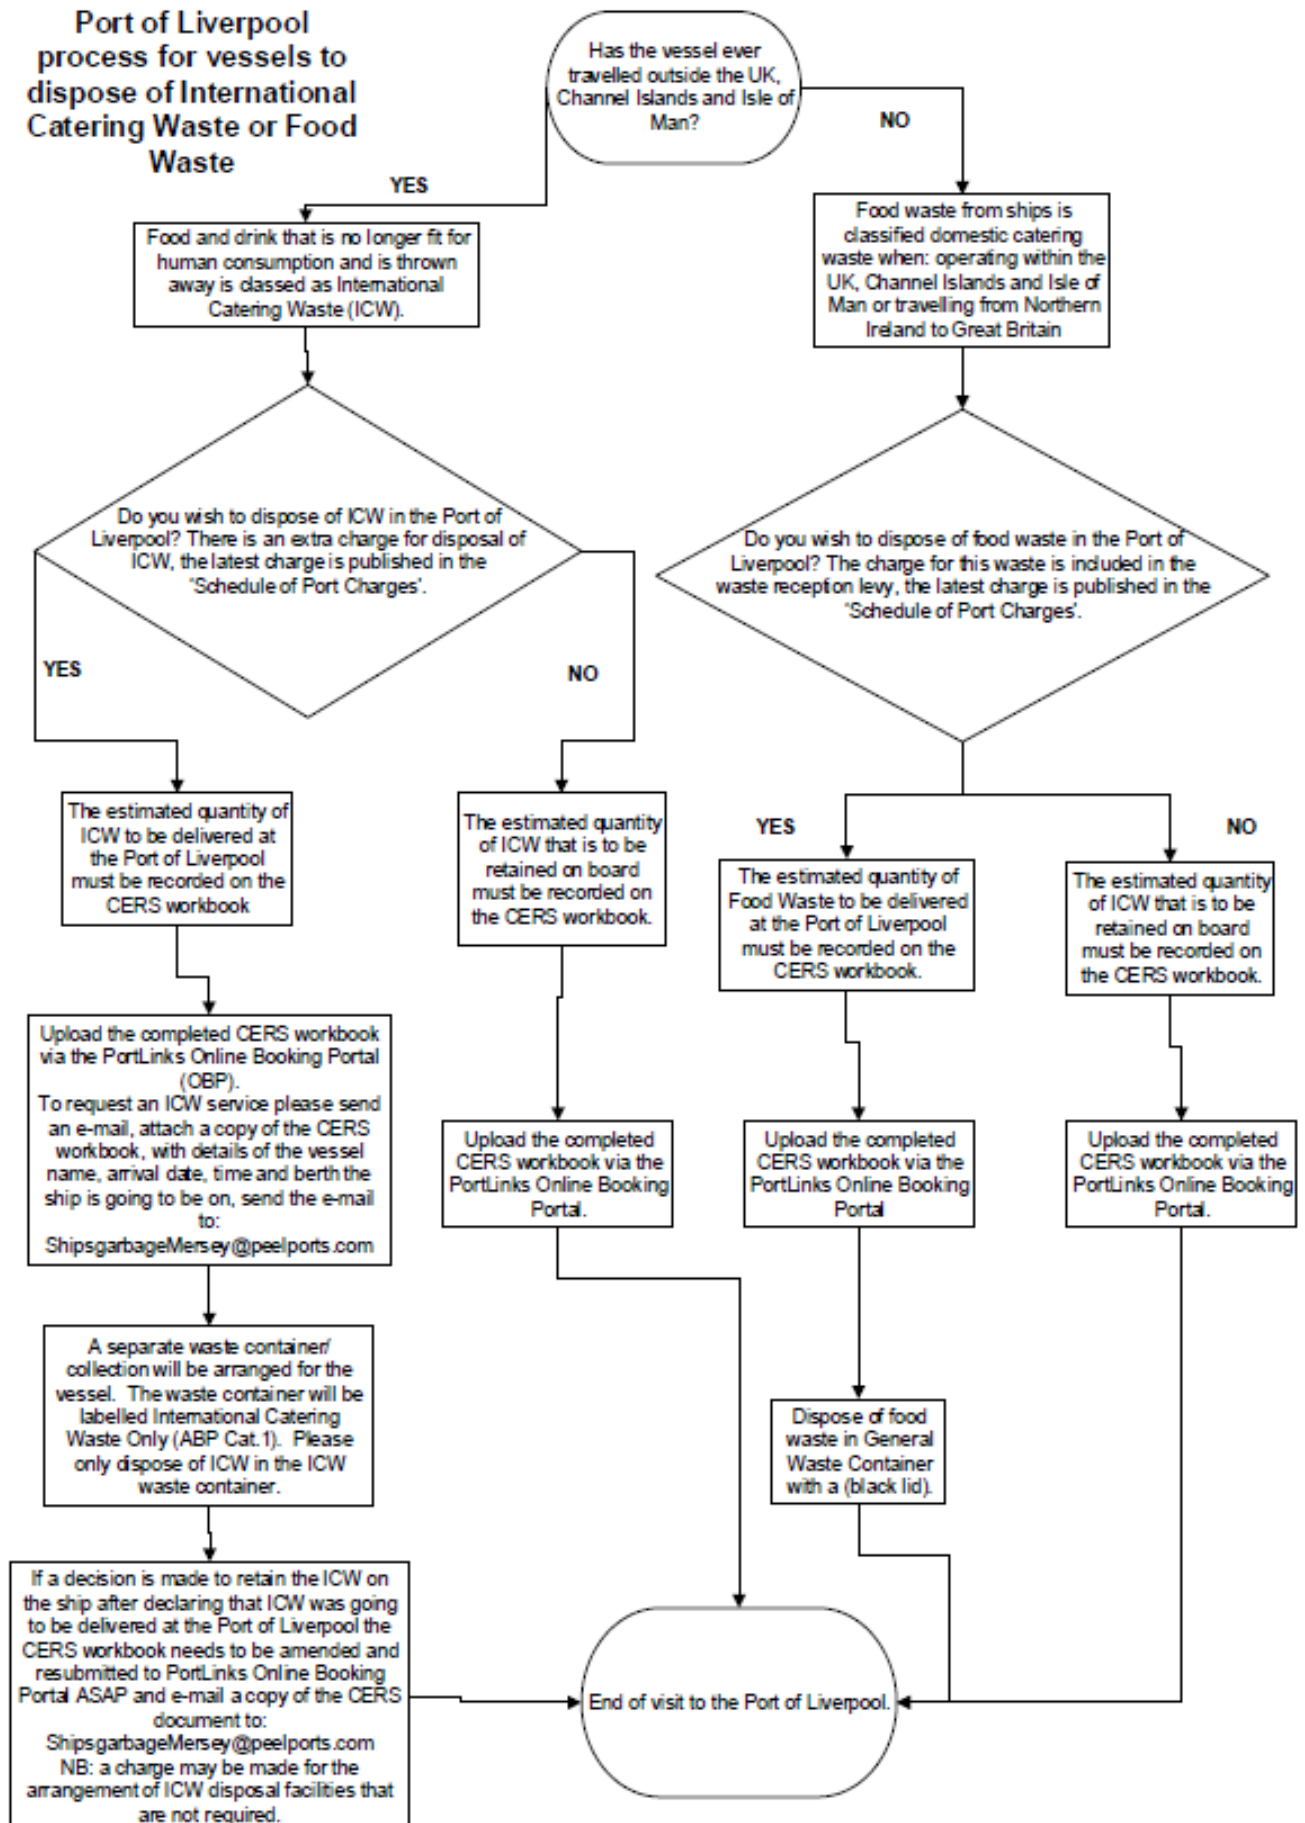 Port of Liverpool
process for vessels to
dispose of International
Catering Waste or Food
Waste
Has the vessel ever
travelled outside the UK,
Channel Islands and Isle of
Man?
NO
YES
Food and drink that is no longer fit for
human consumption and is thrown
away is classed as International
Catering Waste (ICW).
Food waste from ships is
classified domestic catering
waste when: operating within the
UK, Channel Islands and Isle of
Man or travelling from Northern
Ireland to Great Britain
Do you wish to dispose of ICW in the Port of
Liverpool? There is an extra charge for disposal of
ICW, the latest charge is published in the
'Schedule of Port Charges'.
Do you wish to dispose of food waste in the Port of
Liverpool? The charge for this waste is included in the
waste reception levy, the latest charge is published in the
'Schedule of Port Charges'.
YES
NO
The estimated quantity of
ICW to be delivered at
the Port of Liverpool
must be recorded on the
CERS workbook
The estimated quantity
of ICW that is to be
retained on board
must be recorded on
the CERS workbook.
YES
NO
The estimated quantity of
Food Waste to be delivered
at the Port of Liverpool
must be recorded on the
CERS workbook.
The estimated quantity
of ICW that is to be
retained on board
must be recorded on
the CERS workbook.
Upload the completed CERS workbook
via the PortLinks Online Booking Portal
(OBP).
To request an ICW service please send
an e-mail, attach a copy of the CERS
workbook, with details of the vessel
name, arrival date, time and berth the
ship is going to be on, send the e-mail
to:
ShipsgarbageMersey@peelports.com
Upload the completed
CERS workbook via the
PortLinks Online Booking
Portal.
Upload the completed
CERS workbook via the
PortLinks Online Booking
Portal
Upload the completed
CERS workbook via the
PortLinks Online Booking
Portal.
A separate waste container/
collection will be arranged for the
vessel.  The waste container will be
labelled International Catering
Waste Only (ABP Cat.1).  Please
only dispose of ICW in the ICW
waste container.
Dispose of food
waste in General
Waste Container
with a (black lid).
If a decision is made to retain the ICW on
the ship after declaring that ICW was going
to be delivered at the Port of Liverpool the
CERS workbook needs to be amended and
resubmitted to PortLinks Online Booking
Portal ASAP and e-mail a copy of the CERS
document to:
ShipsgarbageMersey@peelports.com
NB: a charge may be made for the
arrangement of ICW disposal facilities that
are not required.
End of visit to the Port of Liverpool.